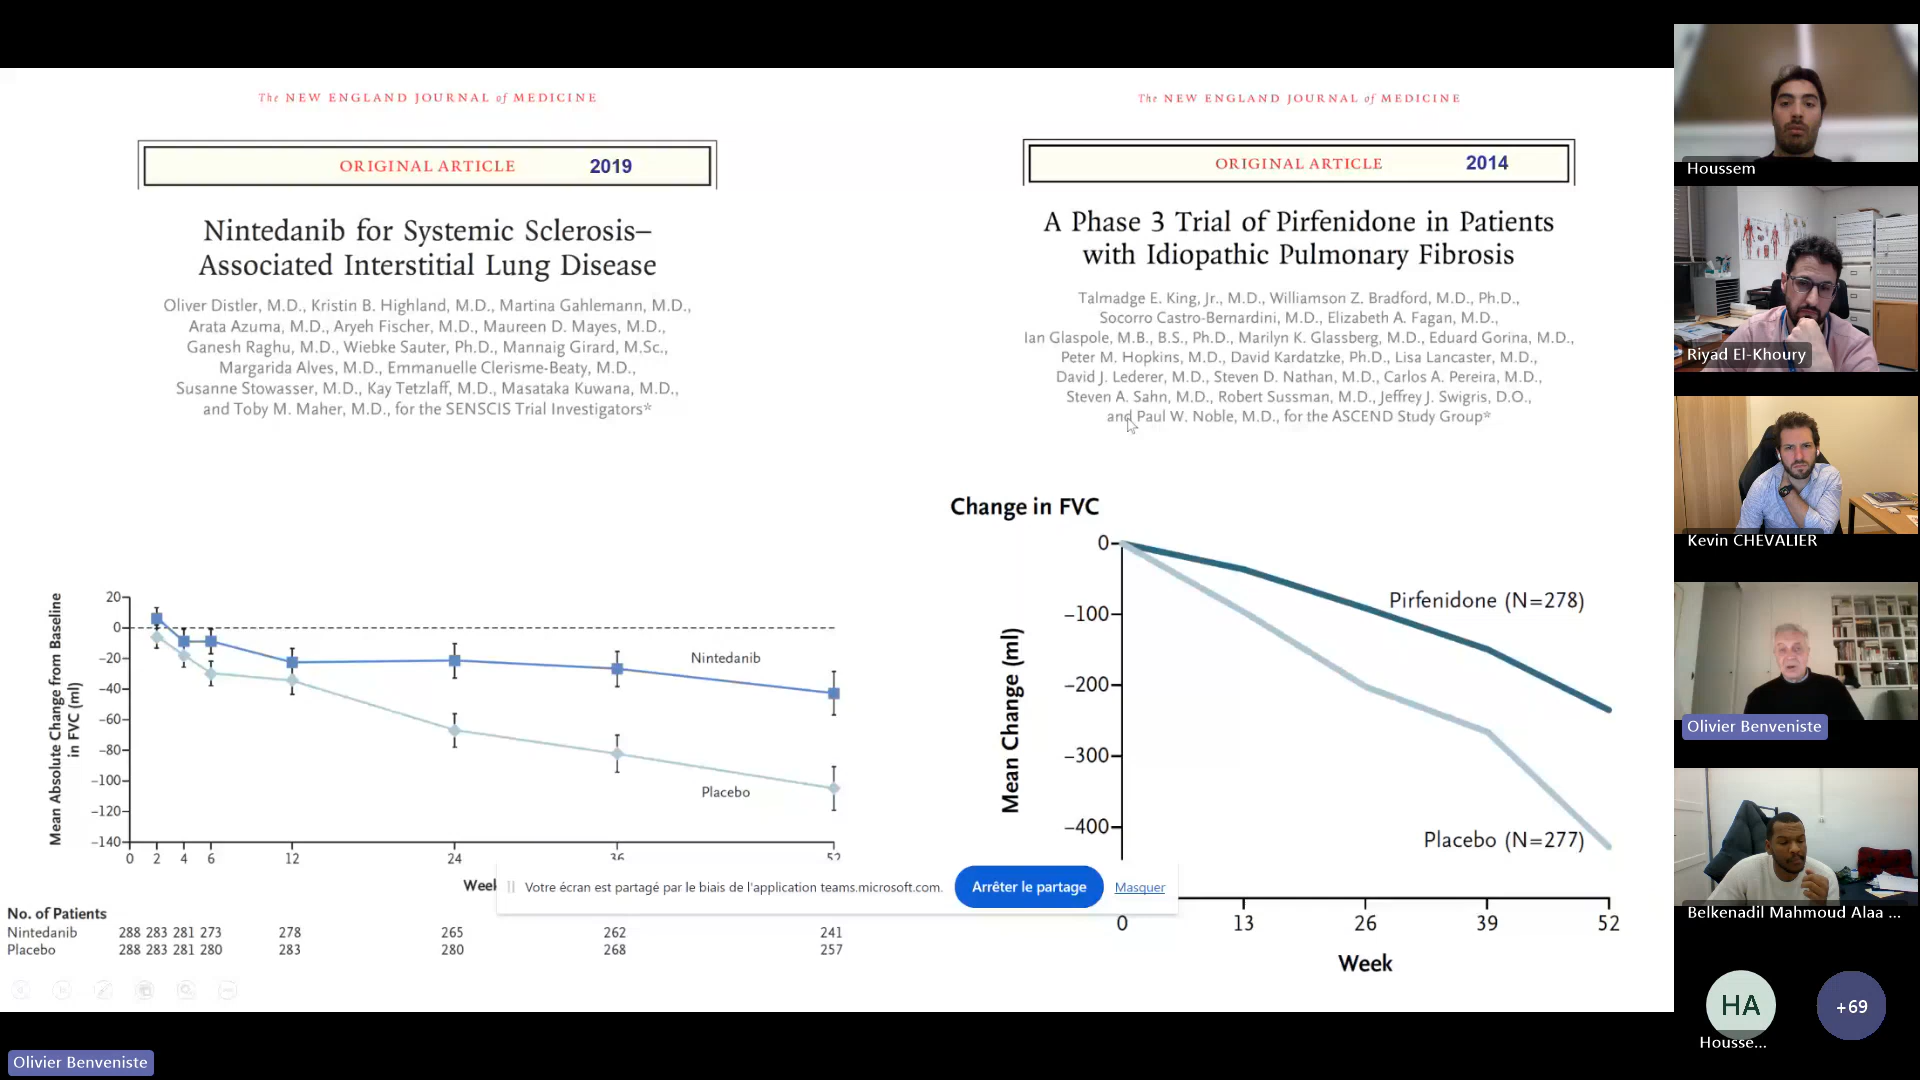 The NEW ENGLAND JOURNAL of MEDICINE
ORIGINAL ARTICLE 2019
Nintedanib for Systemic Sclerosis–
Associated Interstitial Lung Disease
Oliver Distler, M.D., Kristin B. Highland, M.D., Martina Gahlemann, M.D.,
Arata Azuma, M.D., Aryeh Fischer, M.D., Maureen D. Mayes, M.D.,
Ganesh Raghu, M.D., Wiebke Sauter, Ph.D., Mannaig Girard, M.Sc.,
Margarida Alves, M.D., Emmanuelle Clerisme-Beaty, M.D.,
Susanne Stowasser, M.D., Kay Tetzlaff, M.D., Masataka Kuwana, M.D.,
and Toby M. Maher, M.D., for the SENSCIS Trial Investigators*
Mean Absolute Change from Baseline
in FVC (ml)
20
0
–20
–40
–60
–80
–100
–120
–140
Nintedanib
Placebo
0 2 4 6 12 24 36 52
No. of Patients
Nintedanib 288 283 281 273 278 265 262 241
Placebo 288 283 281 280 283 280 268 257
The NEW ENGLAND JOURNAL of MEDICINE
ORIGINAL ARTICLE 2014
A Phase 3 Trial of Pirfenidone in Patients
with Idiopathic Pulmonary Fibrosis
Talmadge E. King, Jr., M.D., Williamson Z. Bradford, M.D., Ph.D.,
Socorro Castro-Bernardini, M.D., Elizabeth A. Fagan, M.D.,
Ian Glaspole, M.B., B.S., Ph.D., Marilyn K. Glassberg, M.D., Eduard Gorina, M.D.,
Peter M. Hopkins, M.D., David Kardatzke, Ph.D., Lisa Lancaster, M.D.,
David J. Lederer, M.D., Steven D. Nathan, M.D., Carlos A. Pereira, M.D.,
Steven A. Sahn, M.D., Robert Sussman, M.D., Jeffrey J. Swigris, D.O.,
and Paul W. Noble, M.D., for the ASCEND Study Group*
Change in FVC
Mean Change (ml)
0
–100
–200
–300
–400
Pirfenidone (N=278)
Placebo (N=277)
0 13 26 39 52
Week
Votre écran est partagé par le biais de l'application teams.microsoft.com.
Arrêter le partage
Masquer
Houssem
Riyad El-Khoury
Kevin CHEVALIER
Olivier Benveniste
Belkenadil Mahmoud Alaa ...
HA
Housse...
+69
Olivier Benveniste